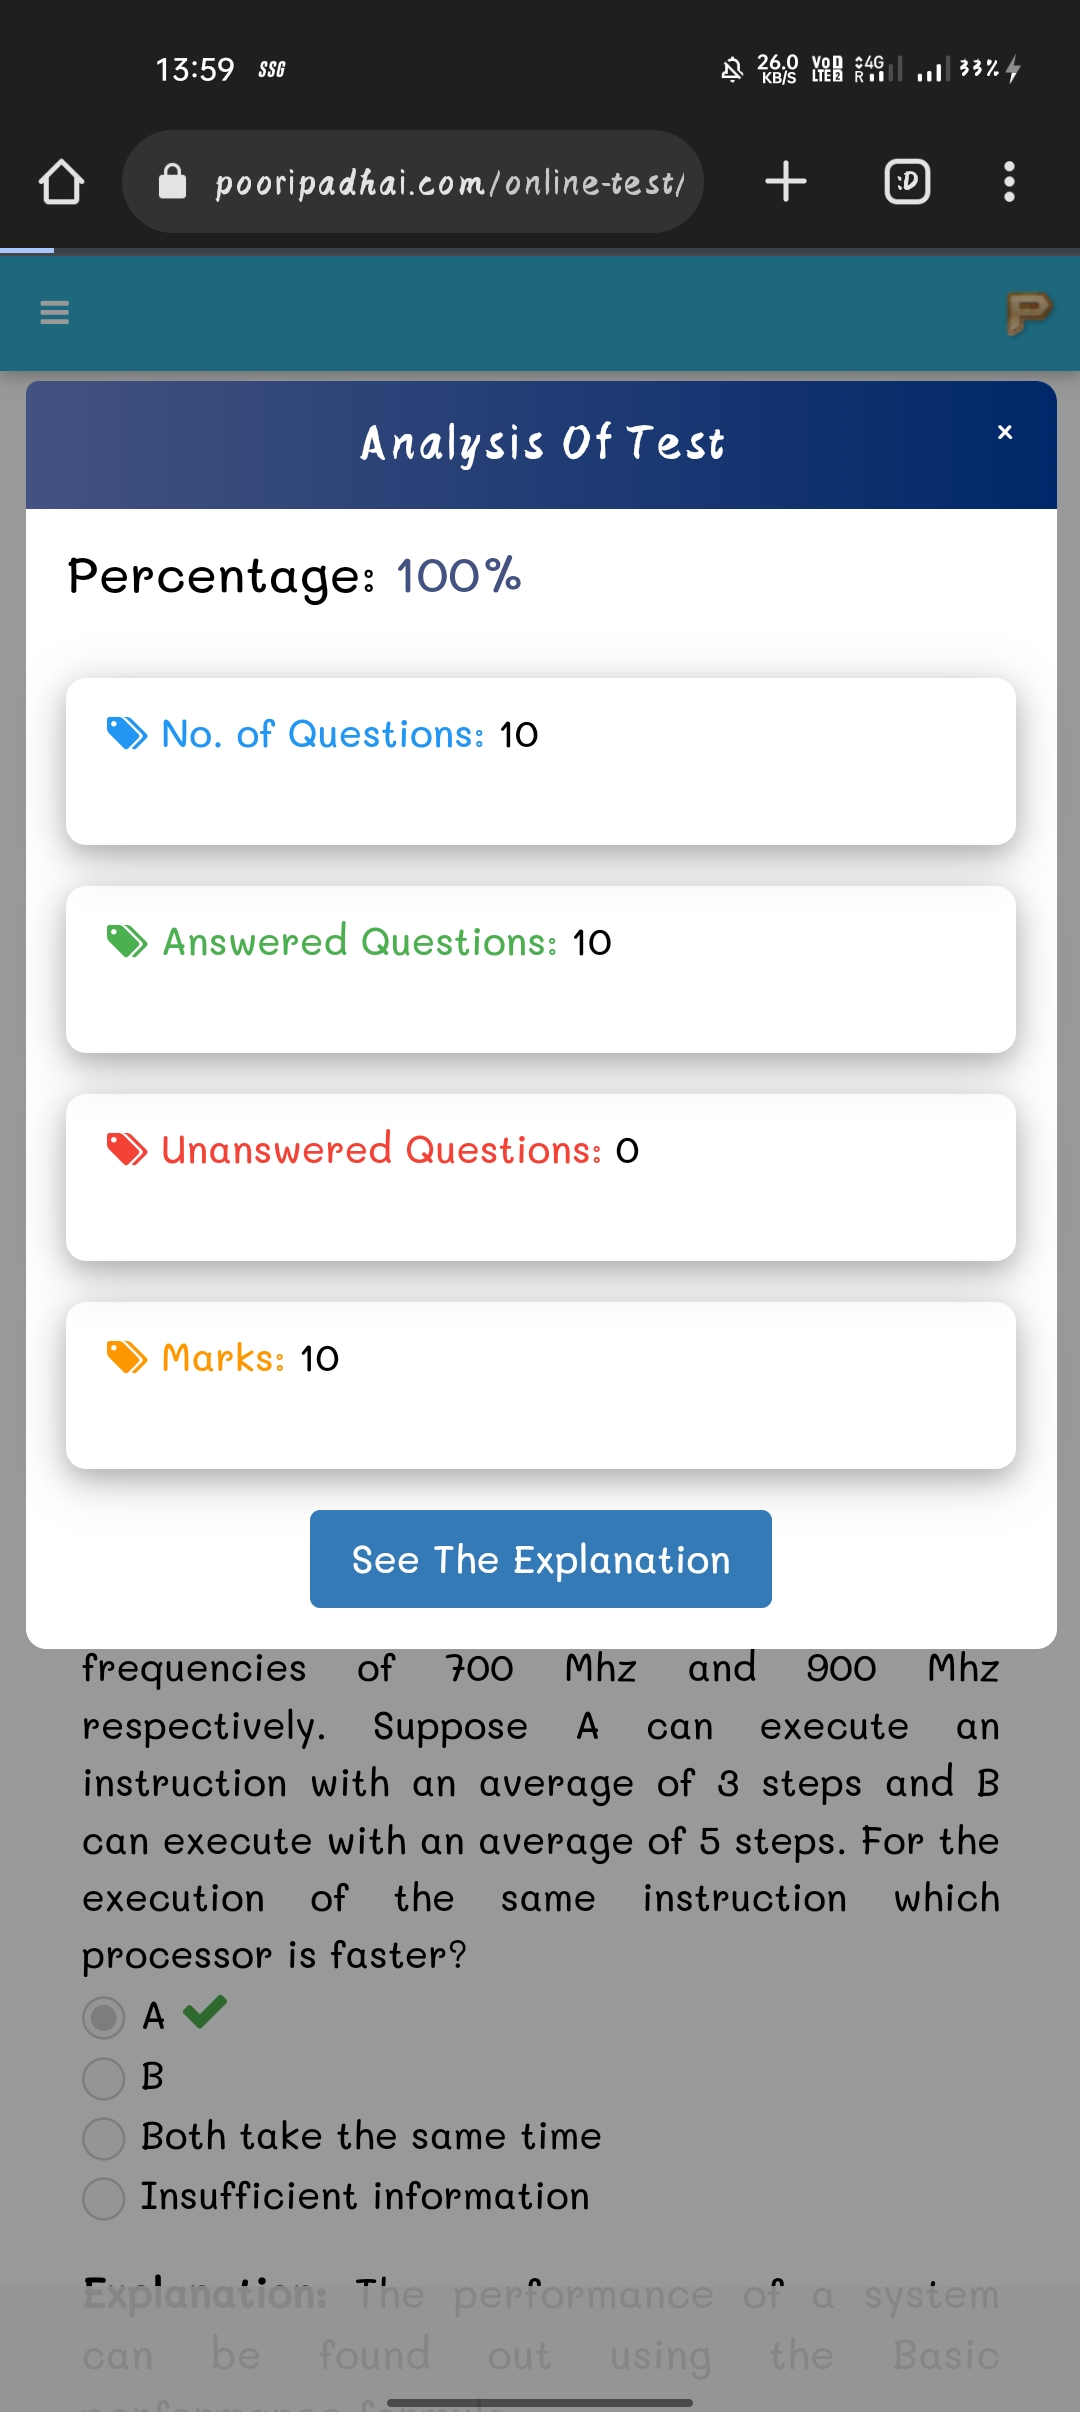 13:59 SSG 26.0 KB/S VoD LTE2 4G R 33%
pooripadhai.com/online-test/ :D
P
Analysis Of Test ×
Percentage: 100%
No. of Questions: 10
Answered Questions: 10
Unanswered Questions: 0
Marks: 10
See The Explanation
frequencies of 700 Mhz and 900 Mhz
respectively. Suppose A can execute an
instruction with an average of 3 steps and B
can execute with an average of 5 steps. For the
execution of the same instruction which
processor is faster?
A
B
Both take the same time
Insufficient information
Explanation: The performance of a system
can be found out using the Basic
performance formula